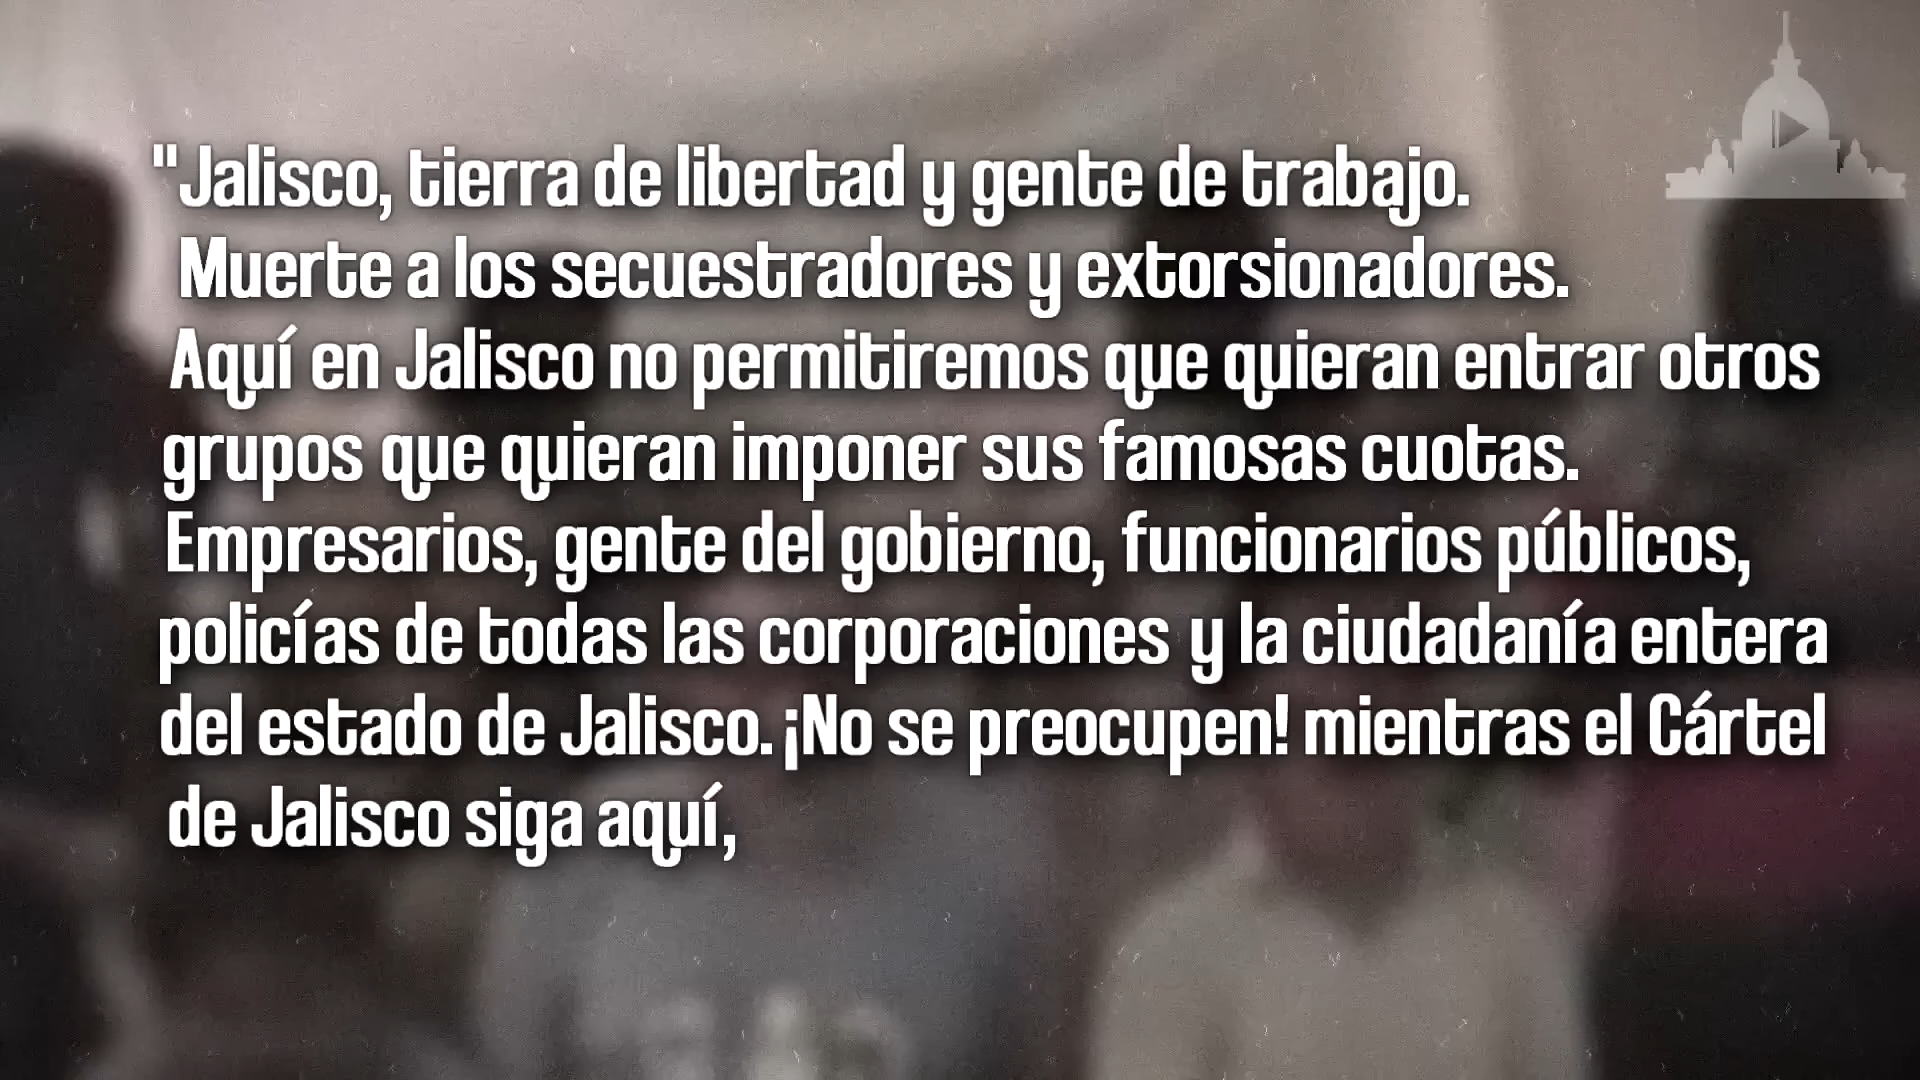 "Jalisco, tierra de libertad y gente de trabajo.
Muerte a los secuestradores y extorsionadores.
Aquí en Jalisco no permitiremos que quieran entrar otros
grupos que quieran imponer sus famosas cuotas.
Empresarios, gente del gobierno, funcionarios públicos,
policías de todas las corporaciones y la ciudadanía entera
del estado de Jalisco. ¡No se preocupen! mientras el Cártel
de Jalisco siga aquí,